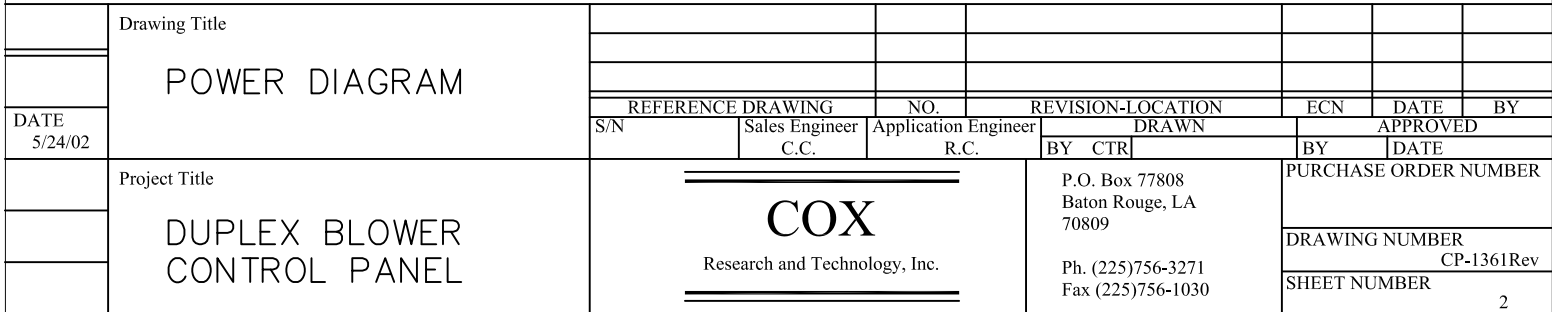 Drawing Title
POWER DIAGRAM
DATE
5/24/02
REFERENCE DRAWING NO. REVISION-LOCATION ECN DATE BY
S/N Sales Engineer Application Engineer DRAWN APPROVED
C.C. R.C. BY CTR BY DATE
Project Title
DUPLEX BLOWER
CONTROL PANEL
COX
Research and Technology, Inc.
P.O. Box 77808
Baton Rouge, LA
70809
Ph. (225)756-3271
Fax (225)756-1030
PURCHASE ORDER NUMBER
DRAWING NUMBER
CP-1361Rev
SHEET NUMBER
2